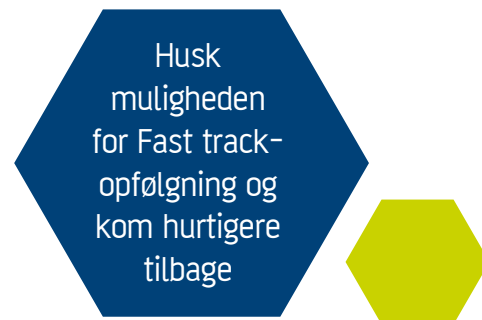 Husk
muligheden
for Fast track-
opfølgning og
kom hurtigere
tilbage